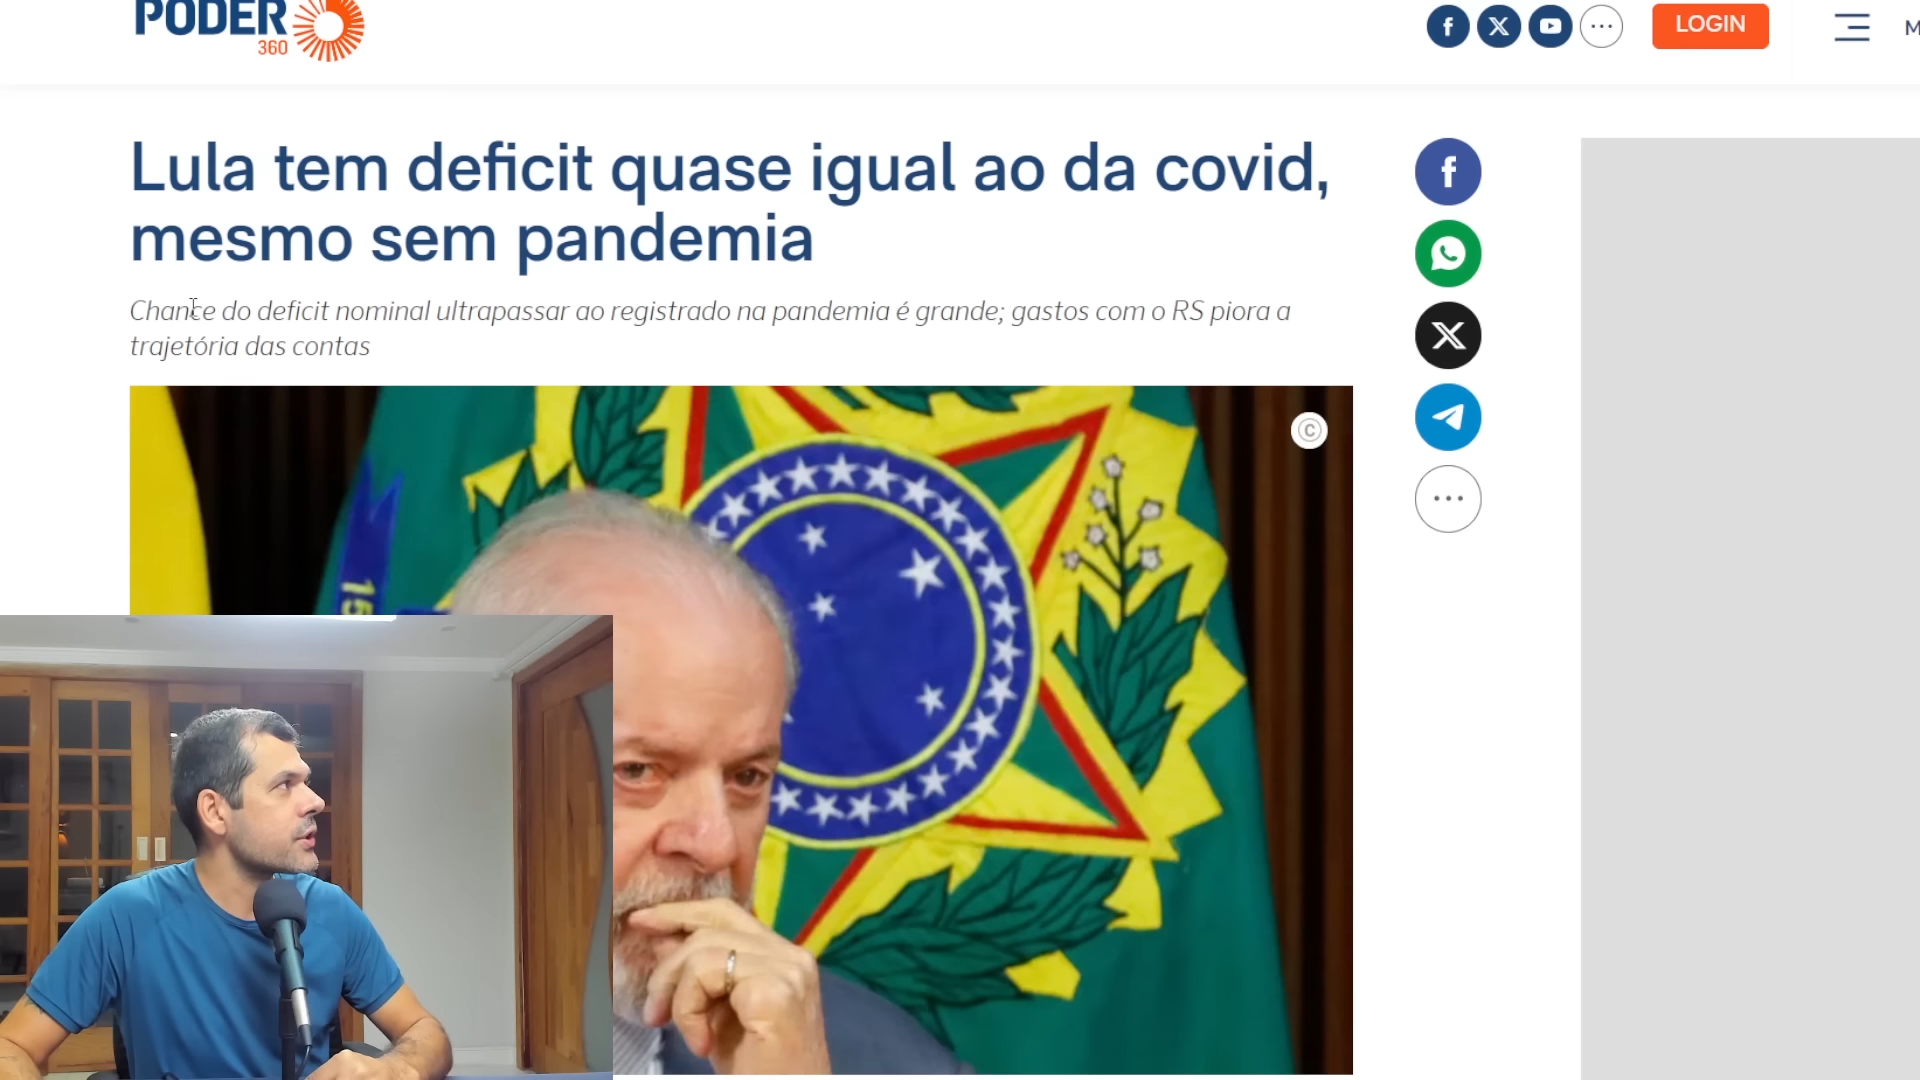 PODER
360
LOGIN
M
Lula tem deficit quase igual ao da covid,
mesmo sem pandemia
Chance do deficit nominal ultrapassar ao registrado na pandemia é grande; gastos com o RS piora a
trajetória das contas
15